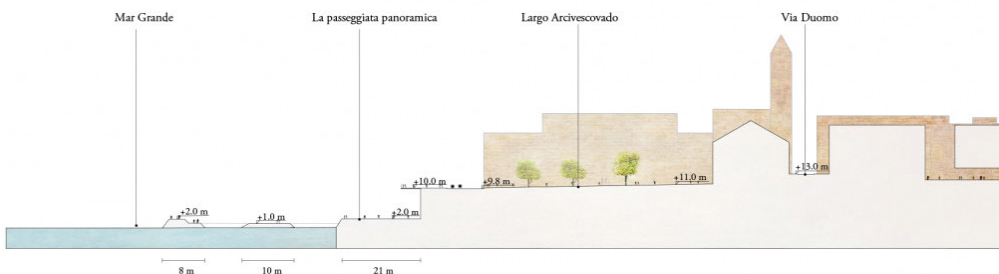 Mar Grande
La passeggiata panoramica
Largo Arcivescovado
Via Duomo
+13.0 m
+10.0 m
+9.8 m
+11.0 m
+2.0 m
+1.0 m
+2.0 m
8 m
10 m
21 m